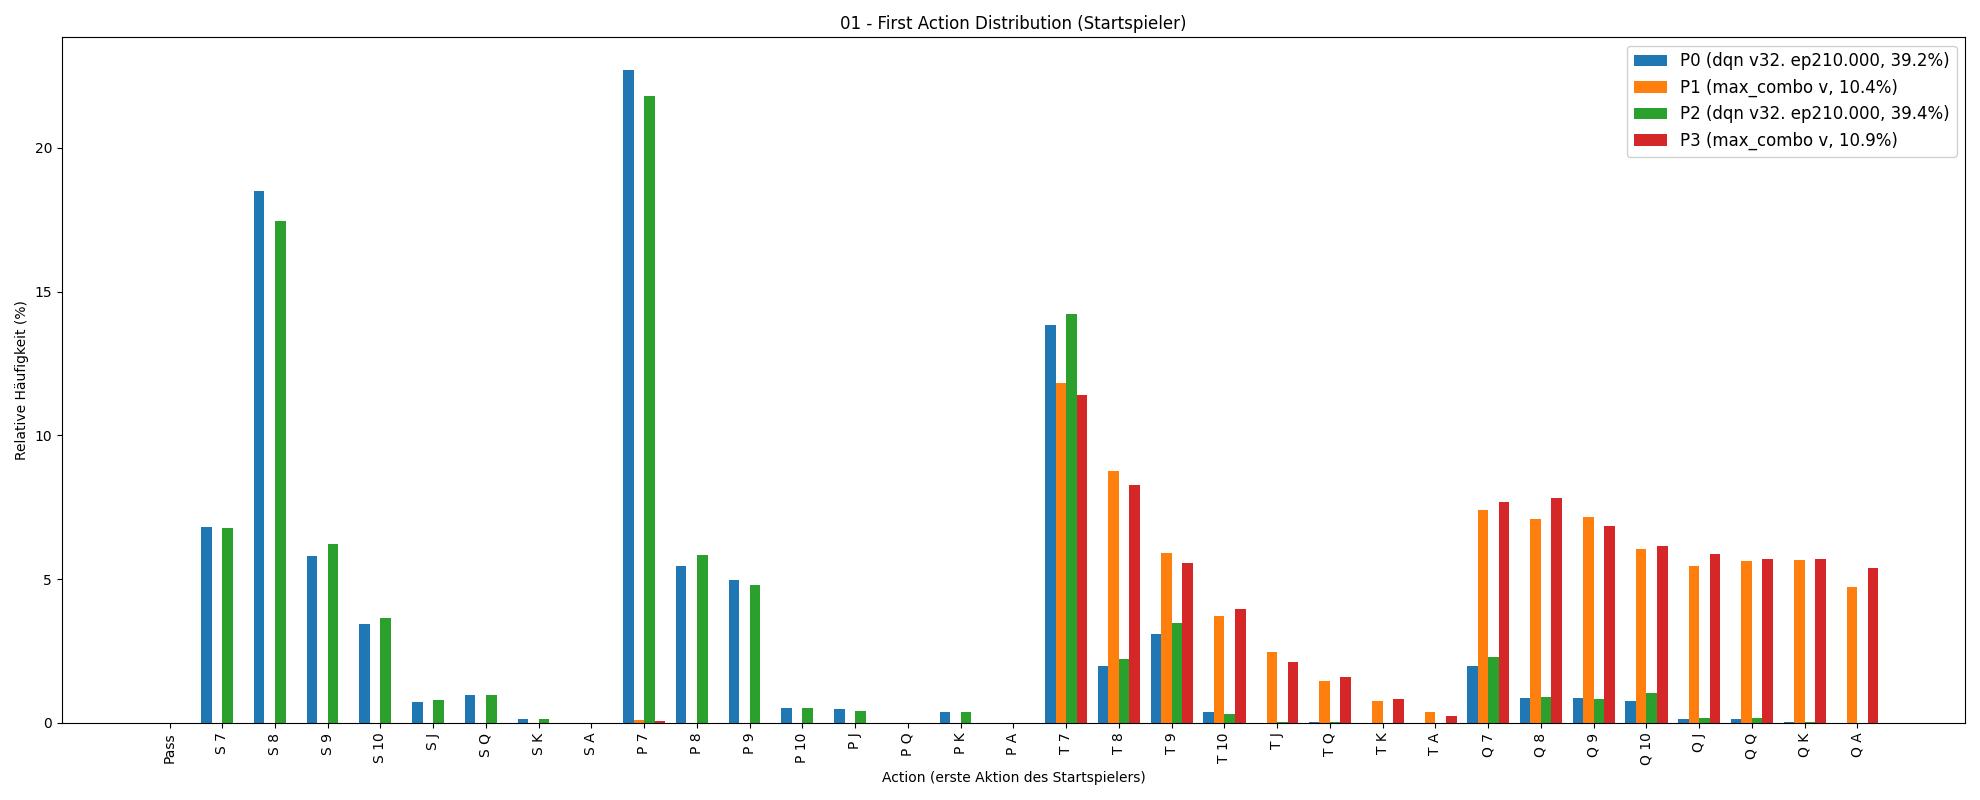 01 - First Action Distribution (Startspieler)
P0 (dqn v32. ep210.000, 39.2%)
P1 (max_combo v, 10.4%)
P2 (dqn v32. ep210.000, 39.4%)
P3 (max_combo v, 10.9%)
Relative Häufigkeit (%)
20
15
10
5
0
Pass
S 7
S 8
S 9
S 10
S J
S Q
S K
S A
P 7
P 8
P 9
P 10
P J
P Q
P K
P A
T 7
T 8
T 9
T 10
T J
T Q
T K
T A
Q 7
Q 8
Q 9
Q 10
Q J
Q Q
Q K
Q A
Action (erste Aktion des Startspielers)